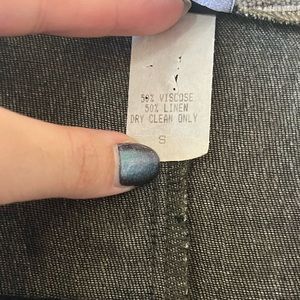 50% VISCOSE
50% LINEN
DRY CLEAN ONLY
S